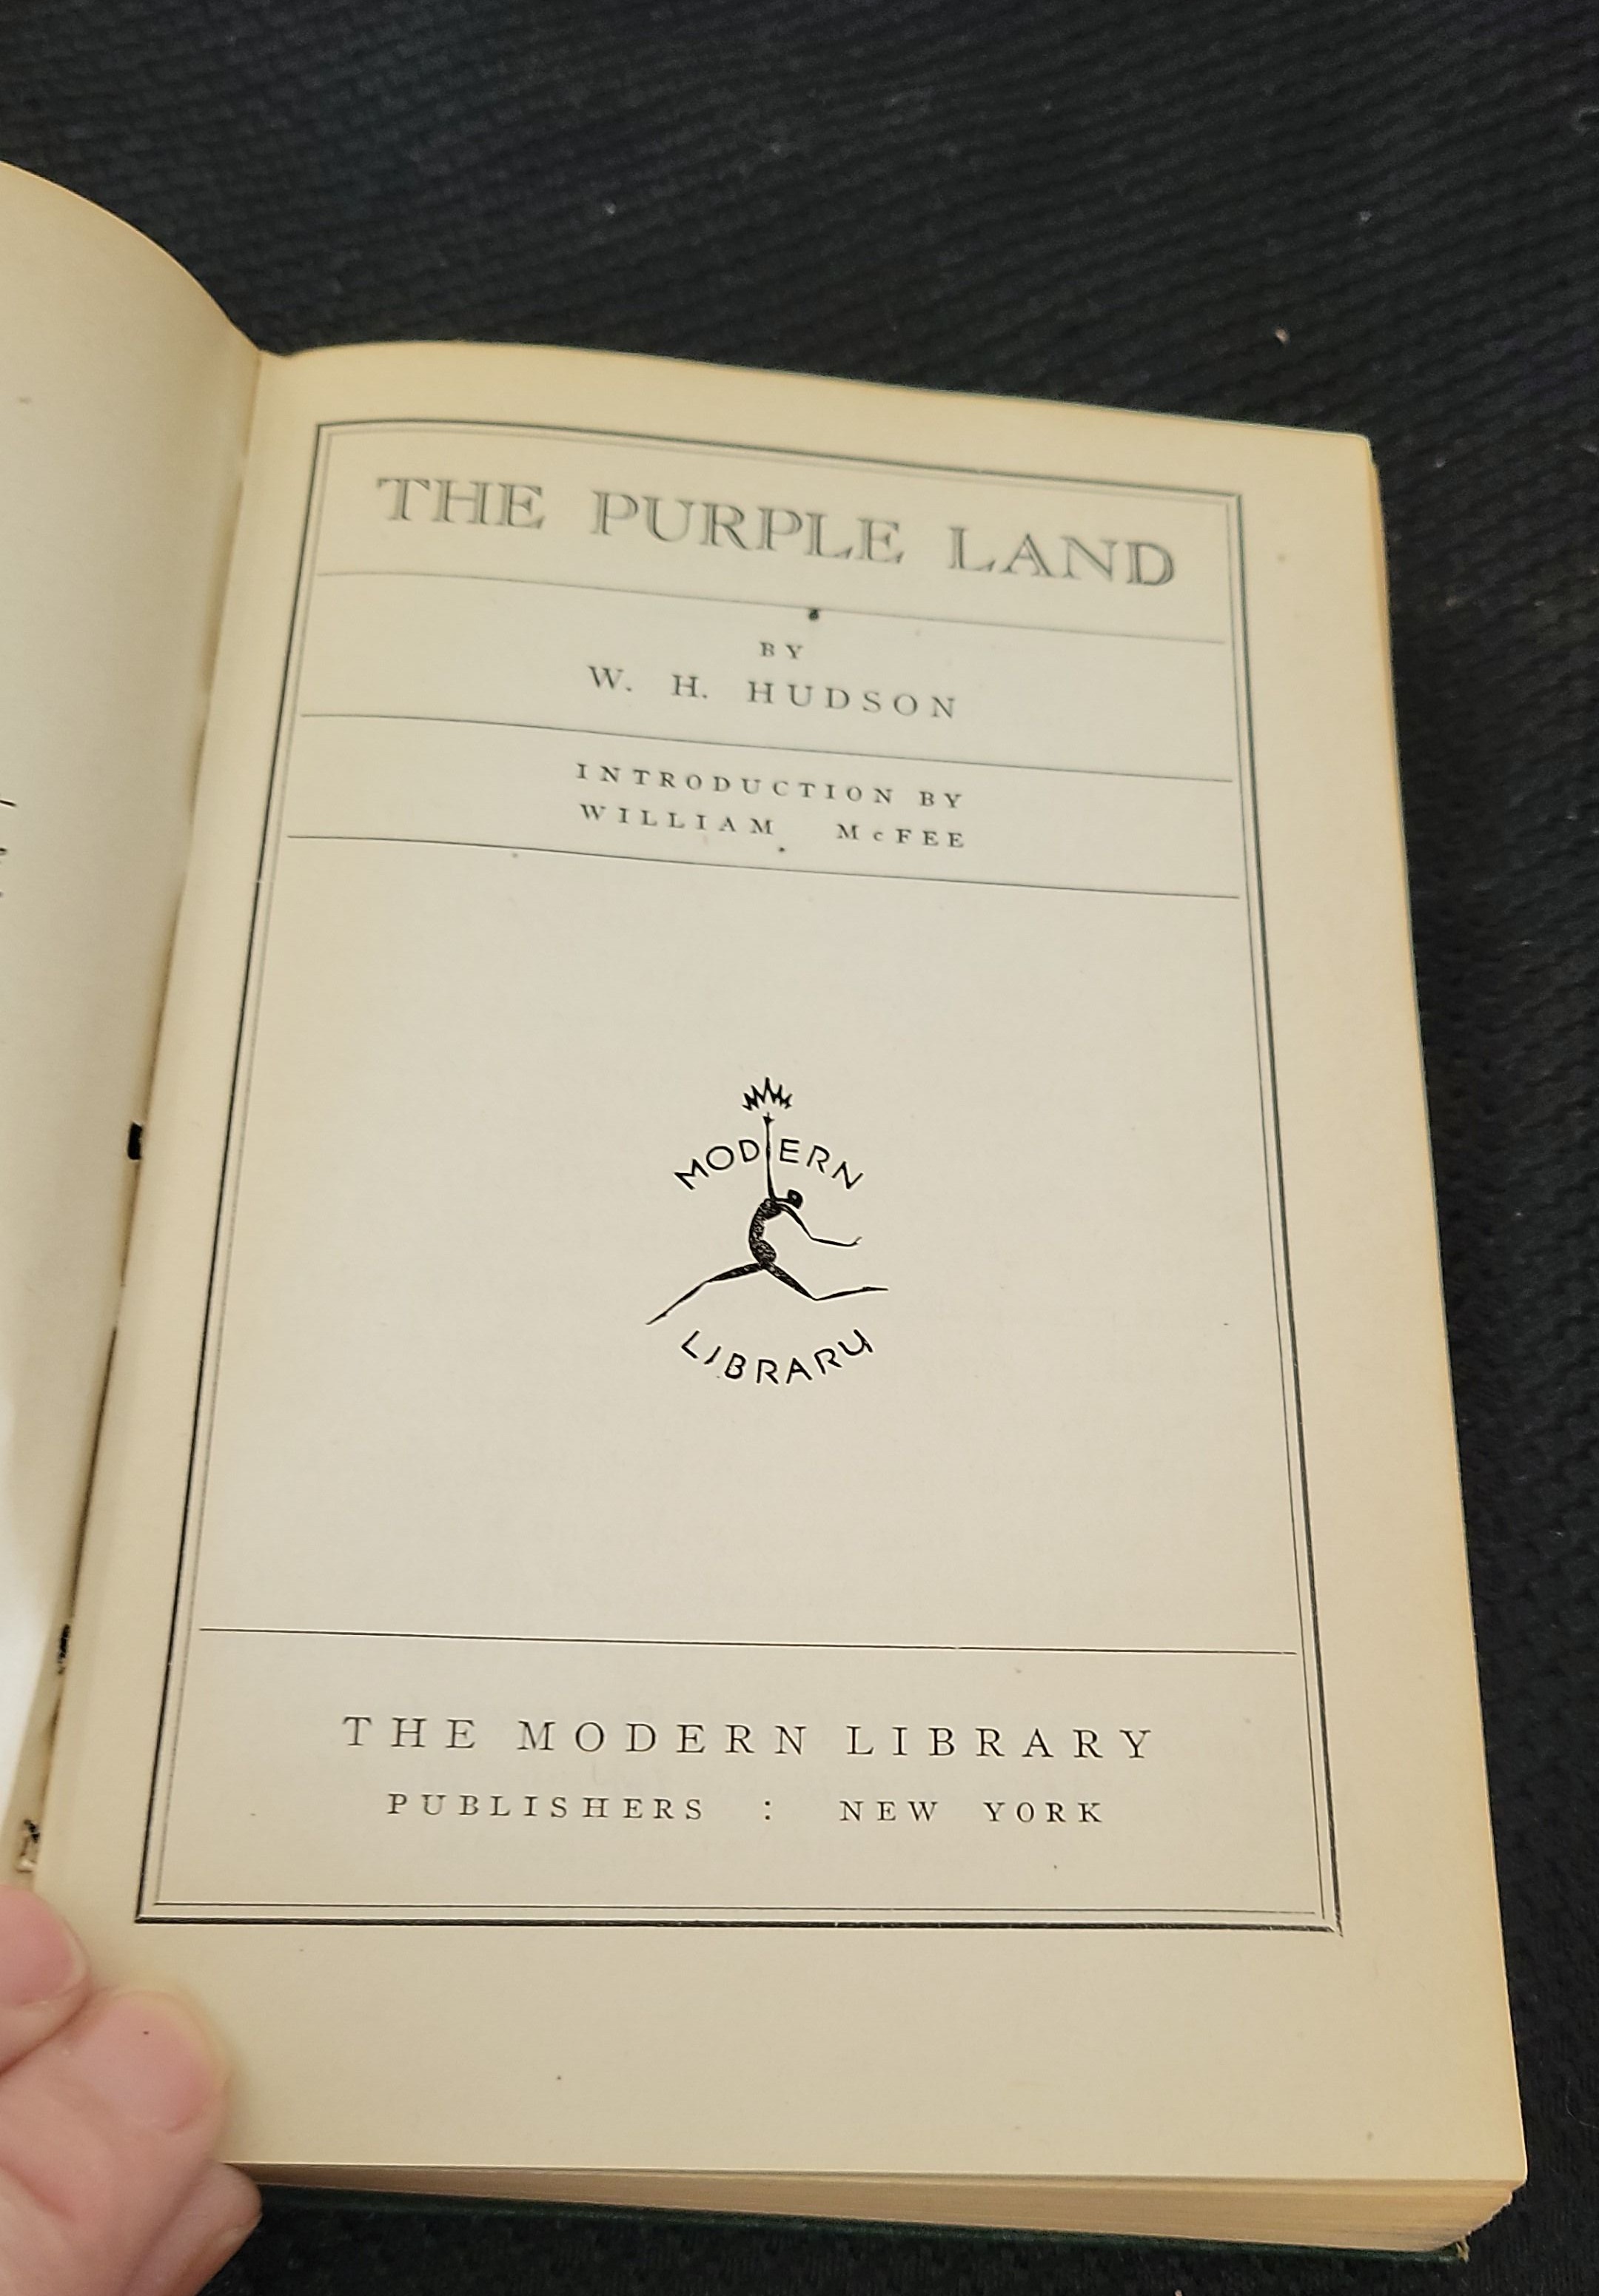 THE PURPLE LAND
BY
W. H. HUDSON
INTRODUCTION BY
WILLIAM McFEE
MODERN
LIBRARY
THE MODERN LIBRARY
PUBLISHERS : NEW YORK